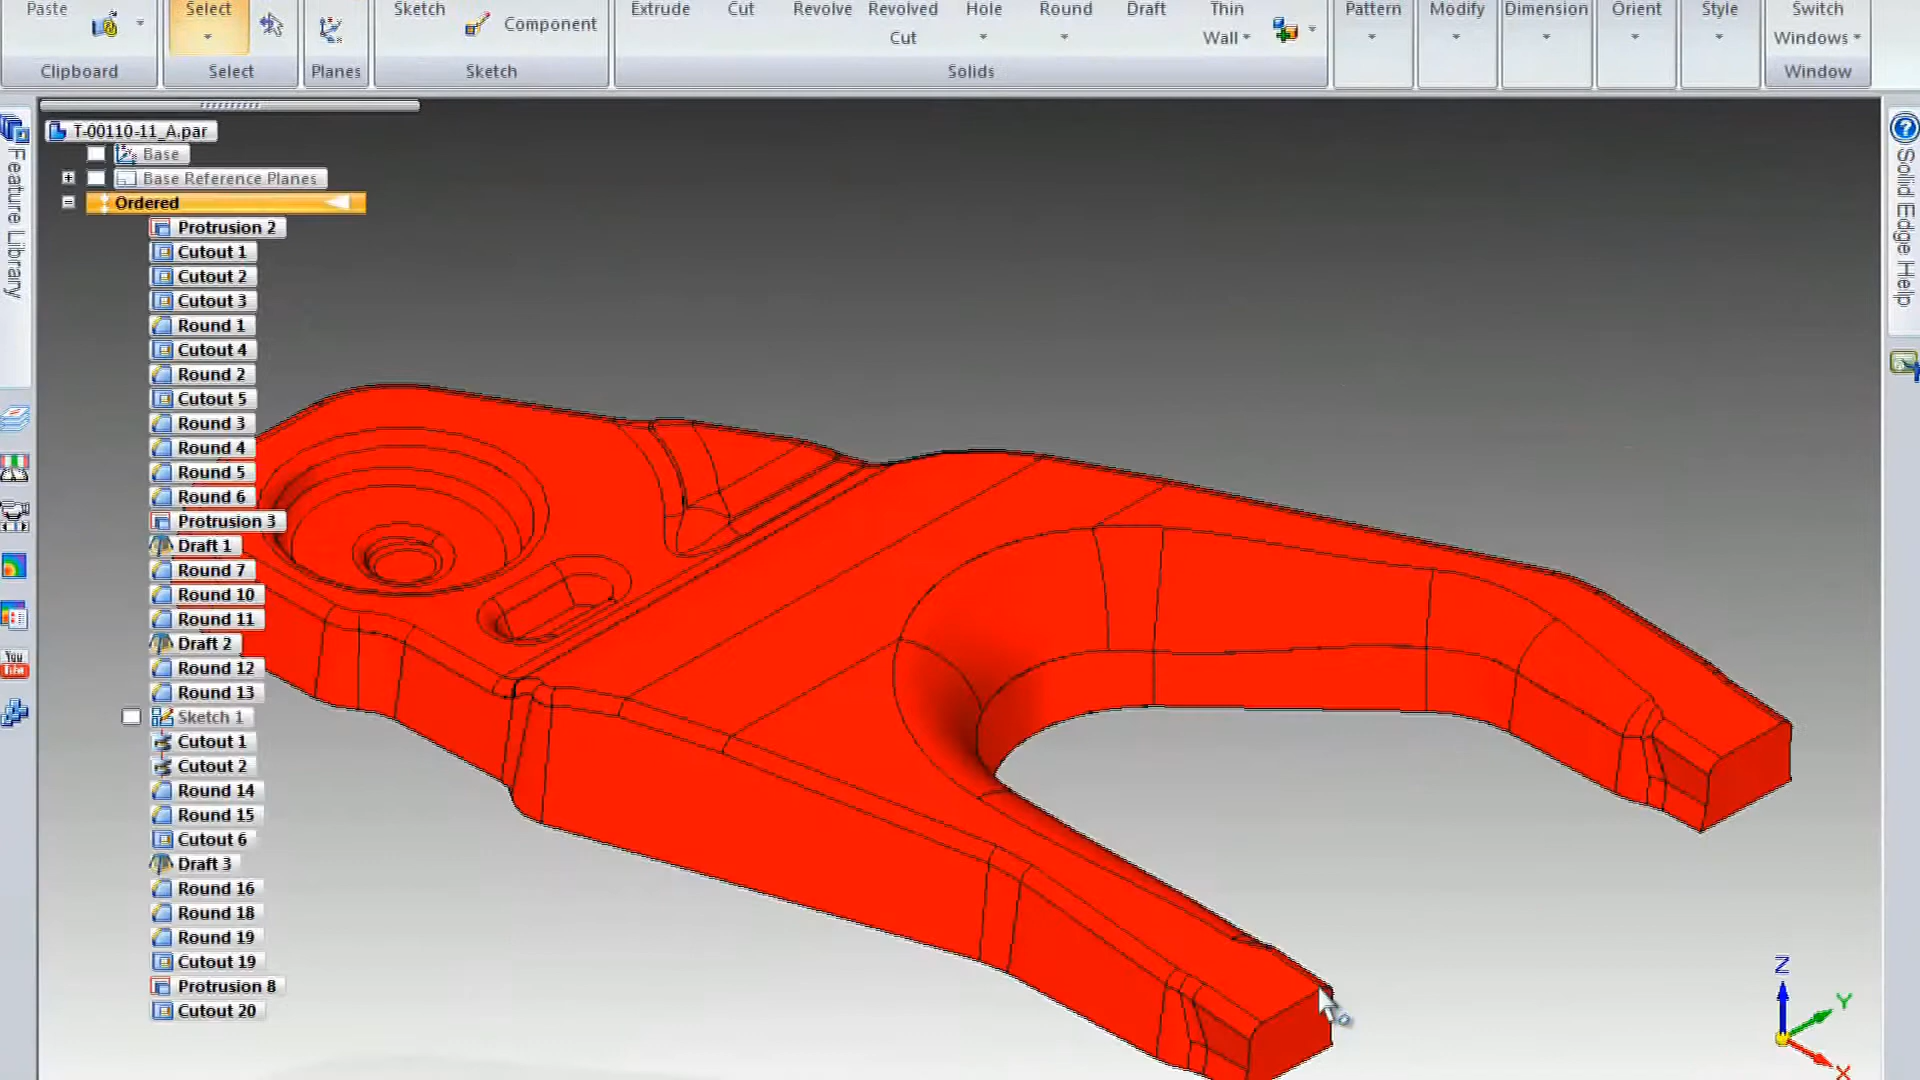 Paste
Select
Sketch
Component
Extrude
Cut
Revolve
Revolved
Cut
Hole
Round
Draft
Thin
Wall
Pattern
Modify
Dimension
Orient
Style
Switch
Windows
Clipboard
Select
Planes
Sketch
Solids
Window
Feature Library
Solid Edge Help
T-00110-11_A.par
Base
Base Reference Planes
Ordered
Protrusion 2
Cutout 1
Cutout 2
Cutout 3
Round 1
Cutout 4
Round 2
Cutout 5
Round 3
Round 4
Round 5
Round 6
Protrusion 3
Draft 1
Round 7
Round 10
Round 11
Draft 2
Round 12
Round 13
Sketch 1
Cutout 1
Cutout 2
Round 14
Round 15
Cutout 6
Draft 3
Round 16
Round 18
Round 19
Cutout 19
Protrusion 8
Cutout 20
You
Tube
Z
Y
X